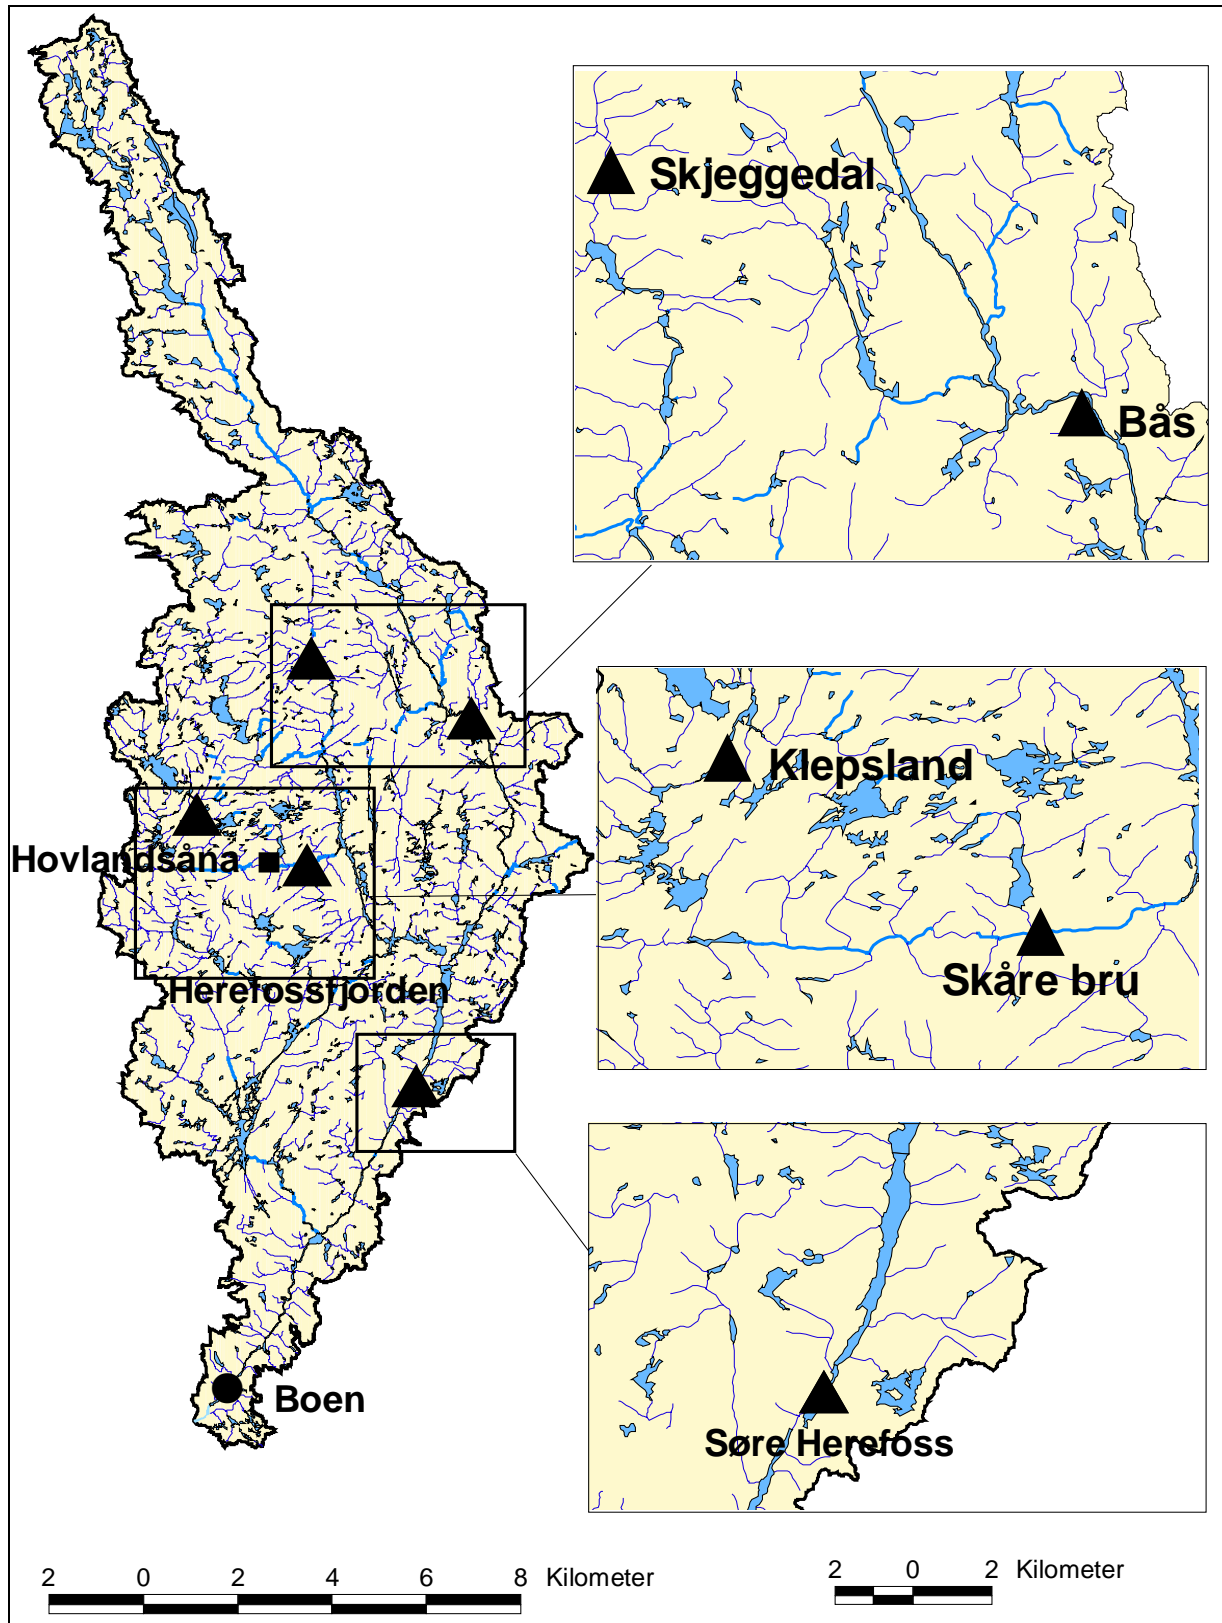 Skjeggedal
Bås
Klepsland
Hovlandsåna
Skåre bru
Herefossfjorden
Boen
Søre Herefoss
2 0 2 4 6 8 Kilometer
2 0 2 Kilometer